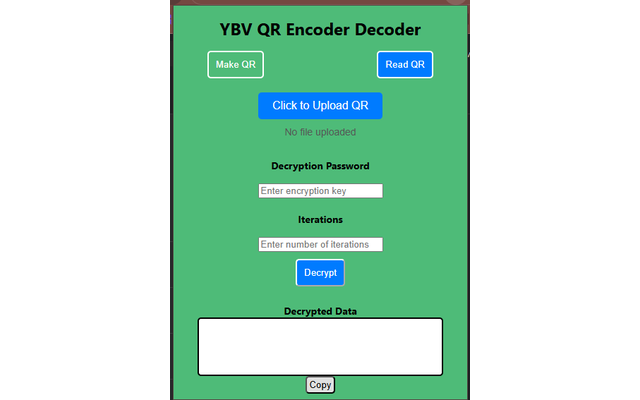 YBV QR Encoder Decoder
Make QR
Read QR
Click to Upload QR
No file uploaded
Decryption Password
Enter encryption key
Iterations
Enter number of iterations
Decrypt
Decrypted Data
Copy